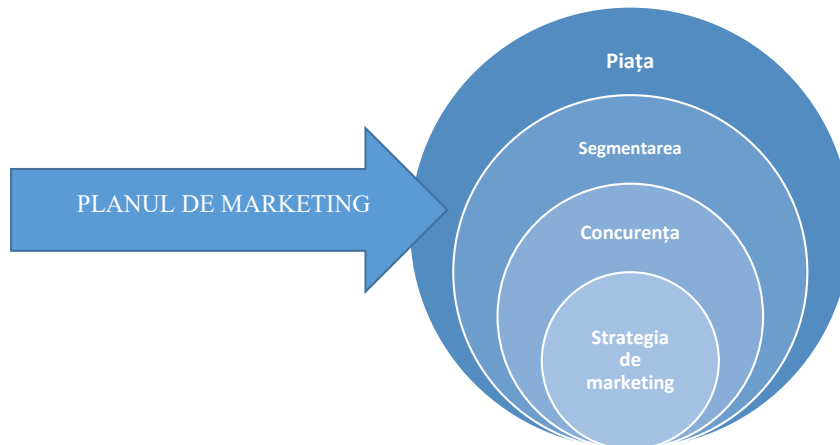 Piața
Segmentarea
PLANUL DE MARKETING
Concurența
Strategia
de
marketing